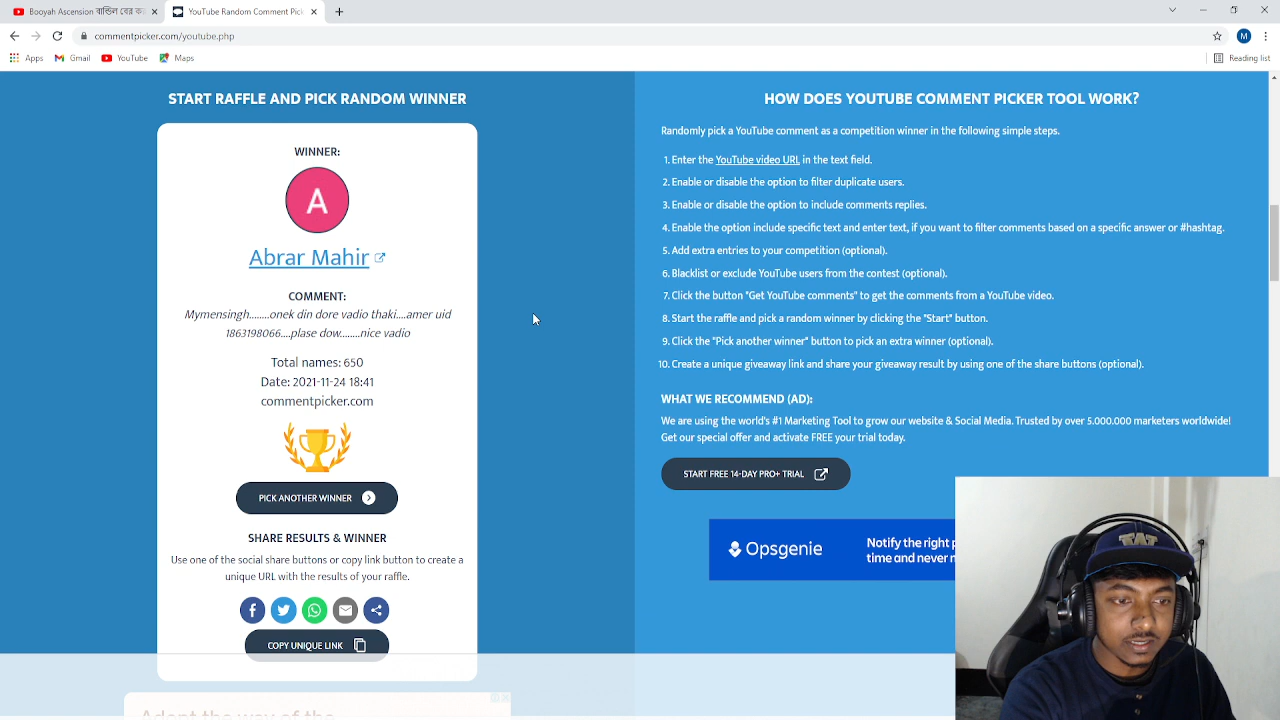 Booyah Ascension বান্ডিল বের কর
YouTube Random Comment Pick
commentpicker.com/youtube.php
M
Apps
Gmail
YouTube
Maps
Reading list
START RAFFLE AND PICK RANDOM WINNER
WINNER:
A
Abrar Mahir
COMMENT:
Mymensingh........onek din dore vadio thaki....amer uid
1863198066....plase dow........nice vadio
Total names: 650
Date: 2021-11-24 18:41
commentpicker.com
PICK ANOTHER WINNER
SHARE RESULTS & WINNER
Use one of the social share buttons or copy link button to create a
unique URL with the results of your raffle.
COPY UNIQUE LINK
Adopt the way of the
HOW DOES YOUTUBE COMMENT PICKER TOOL WORK?
Randomly pick a YouTube comment as a competition winner in the following simple steps.
1. Enter the YouTube video URL in the text field.
2. Enable or disable the option to filter duplicate users.
3. Enable or disable the option to include comments replies.
4. Enable the option include specific text and enter text, if you want to filter comments based on a specific answer or #hashtag.
5. Add extra entries to your competition (optional).
6. Blacklist or exclude YouTube users from the contest (optional).
7. Click the button "Get YouTube comments" to get the comments from a YouTube video.
8. Start the raffle and pick a random winner by clicking the "Start" button.
9. Click the "Pick another winner" button to pick an extra winner (optional).
10. Create a unique giveaway link and share your giveaway result by using one of the share buttons (optional).
WHAT WE RECOMMEND (AD):
We are using the world's #1 Marketing Tool to grow our website & Social Media. Trusted by over 5.000.000 marketers worldwide!
Get our special offer and activate FREE your trial today.
START FREE 14-DAY PRO+ TRIAL
Opsgenie
Notify the right
time and never